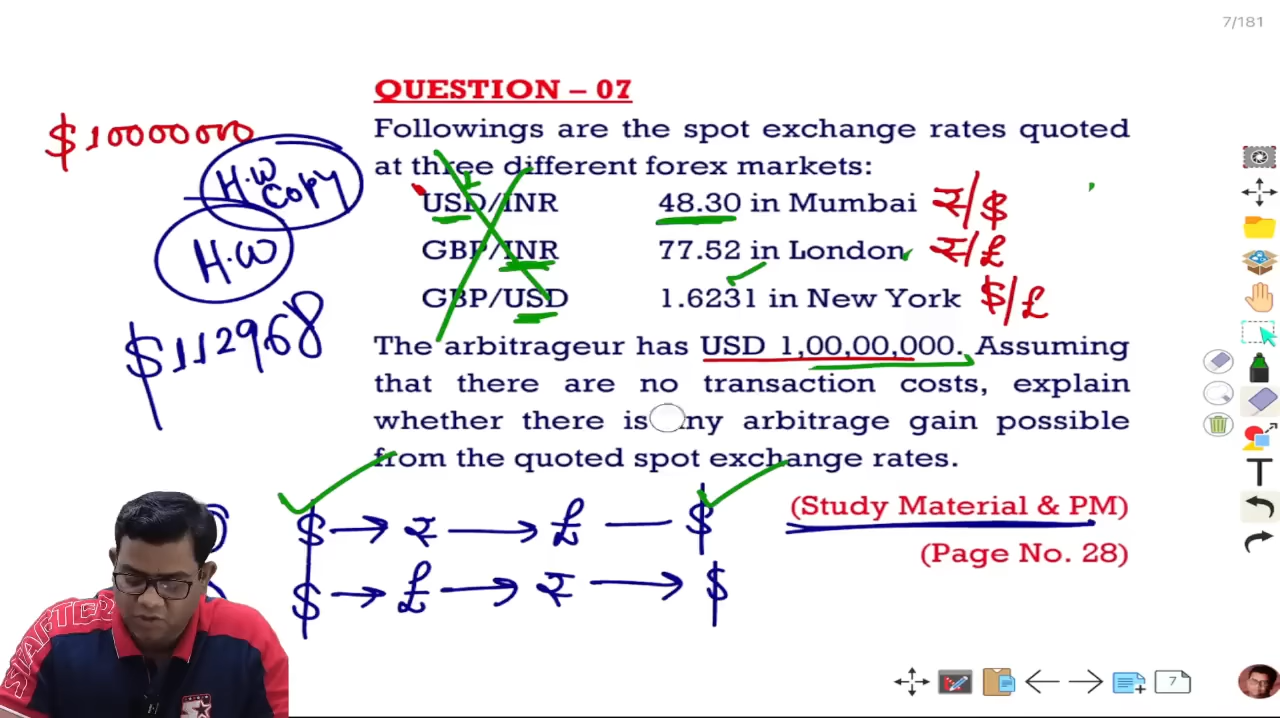 7/181
QUESTION – 07
$10000000
Followings are the spot exchange rates quoted
at three different forex markets:
H.W
Copy
USD/INR 48.30 in Mumbai ₹/$
H.W
GBP/INR 77.52 in London ₹/£
GBP/USD 1.6231 in New York $/£
$112968
The arbitrageur has USD 1,00,00,000. Assuming
that there are no transaction costs, explain
whether there is any arbitrage gain possible
from the quoted spot exchange rates.
(Study Material & PM)
$ → ₹ → £ — $
(Page No. 28)
$ → £ → ₹ → $
STARTER
T
7